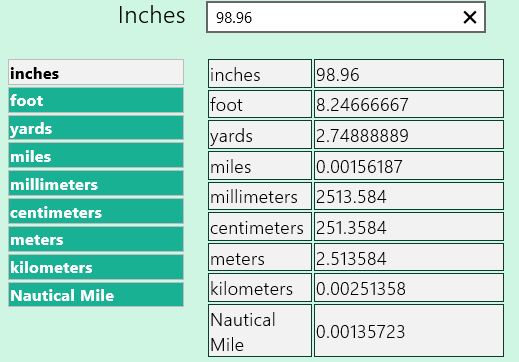 Inches 98.96
inches
foot
yards
miles
millimeters
centimeters
meters
kilometers
Nautical Mile
inches 98.96
foot 8.24666667
yards 2.74888889
miles 0.00156187
millimeters 2513.584
centimeters 251.3584
meters 2.513584
kilometers 0.00251358
Nautical
Mile 0.00135723